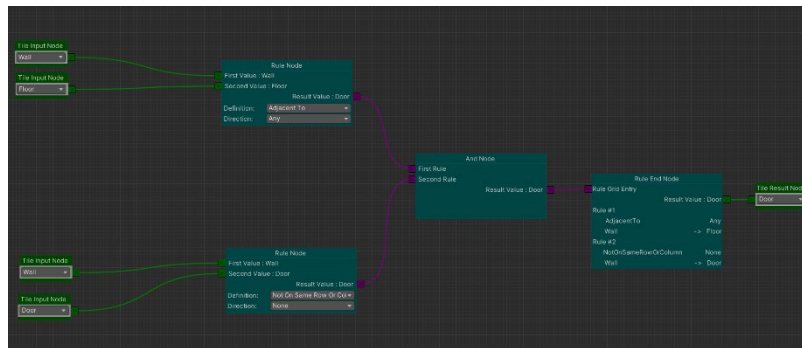 Tile Input Node
Wall
Tile Input Node
Floor
Rule Node
First Value : Wall
Second Value : Floor
Result Value : Door
Definition: Adjacent To
Direction: Any
And Node
First Rule
Second Rule
Result Value : Door
Rule End Node
Rule Grid Entry
Result Value : Door
Rule #1
AdjacentTo Any
Wall -> Floor
Rule #2
NotOnSameRowOrColumn None
Wall -> Door
Tile Result Nod
Door
Tile Input Node
Wall
Tile Input Node
Door
Rule Node
First Value : Wall
Second Value : Door
Result Value : Door
Definition: Not On Same Row Or Col
Direction: None